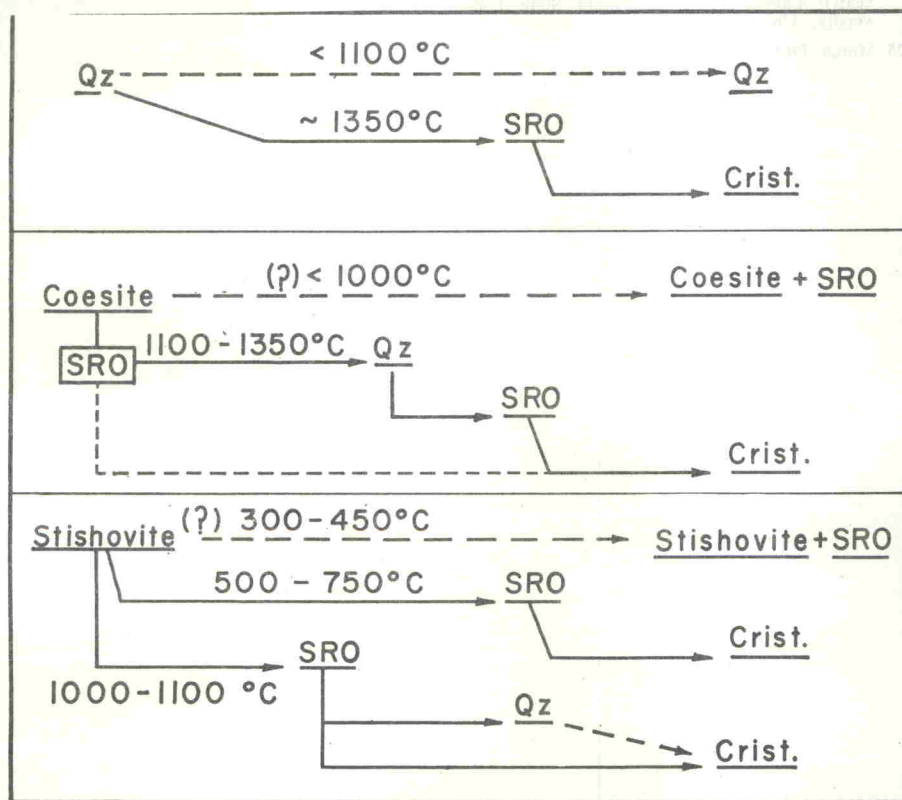 < 1100°C
Qz Qz
~ 1350°C SRO
Crist.
(?) < 1000°C
Coesite Coesite + SRO
SRO 1100-1350°C Qz
SRO
Crist.
(?) 300-450°C
Stishovite Stishovite + SRO
500 - 750°C SRO
Crist.
SRO
1000-1100 °C
Qz
Crist.